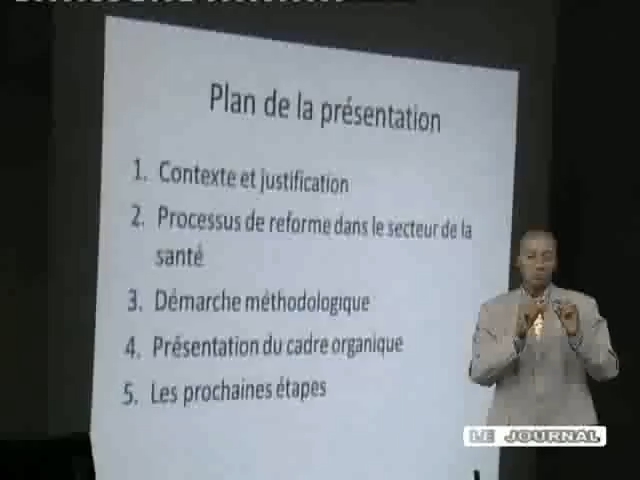 Plan de la présentation
1. Contexte et justification
2. Processus de reforme dans le secteur de la
santé
3. Démarche méthodologique
4. Présentation du cadre organique
5. Les prochaines étapes
LE JOURNAL